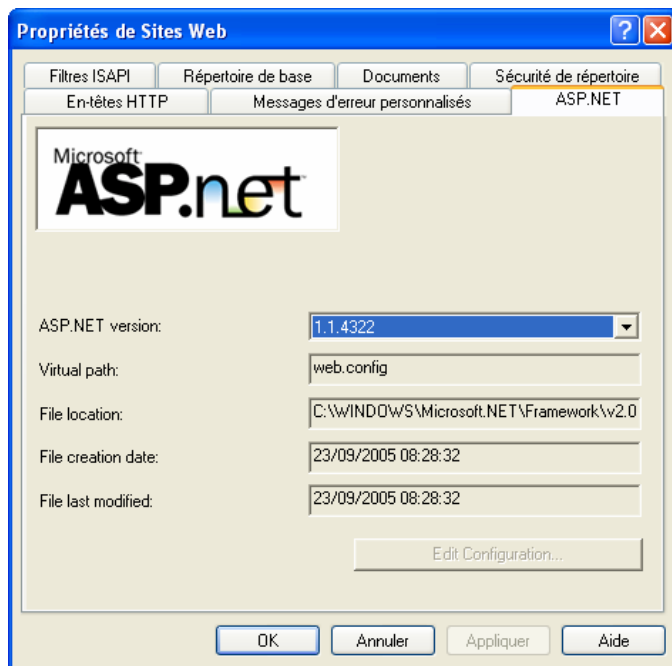 Propriétés de Sites Web
Filtres ISAPI Répertoire de base Documents Sécurité de répertoire
En-têtes HTTP Messages d'erreur personnalisés ASP.NET
Microsoft
ASP.net
ASP.NET version: 1.1.4322
Virtual path: web.config
File location: C:\WINDOWS\Microsoft.NET\Framework\v2.0
File creation date: 23/09/2005 08:28:32
File last modified: 23/09/2005 08:28:32
Edit Configuration...
OK Annuler Appliquer Aide